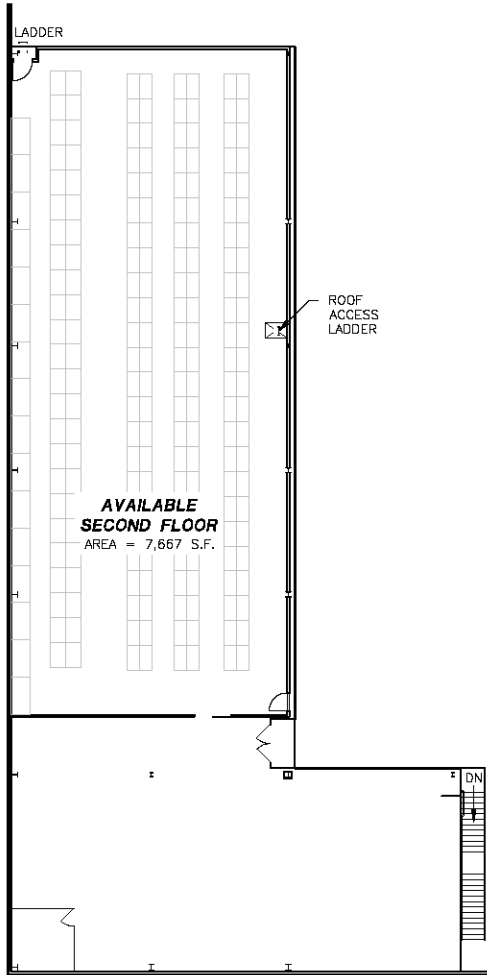 LADDER
ROOF
ACCESS
LADDER
AVAILABLE
SECOND FLOOR
AREA = 7,667 S.F.
DN